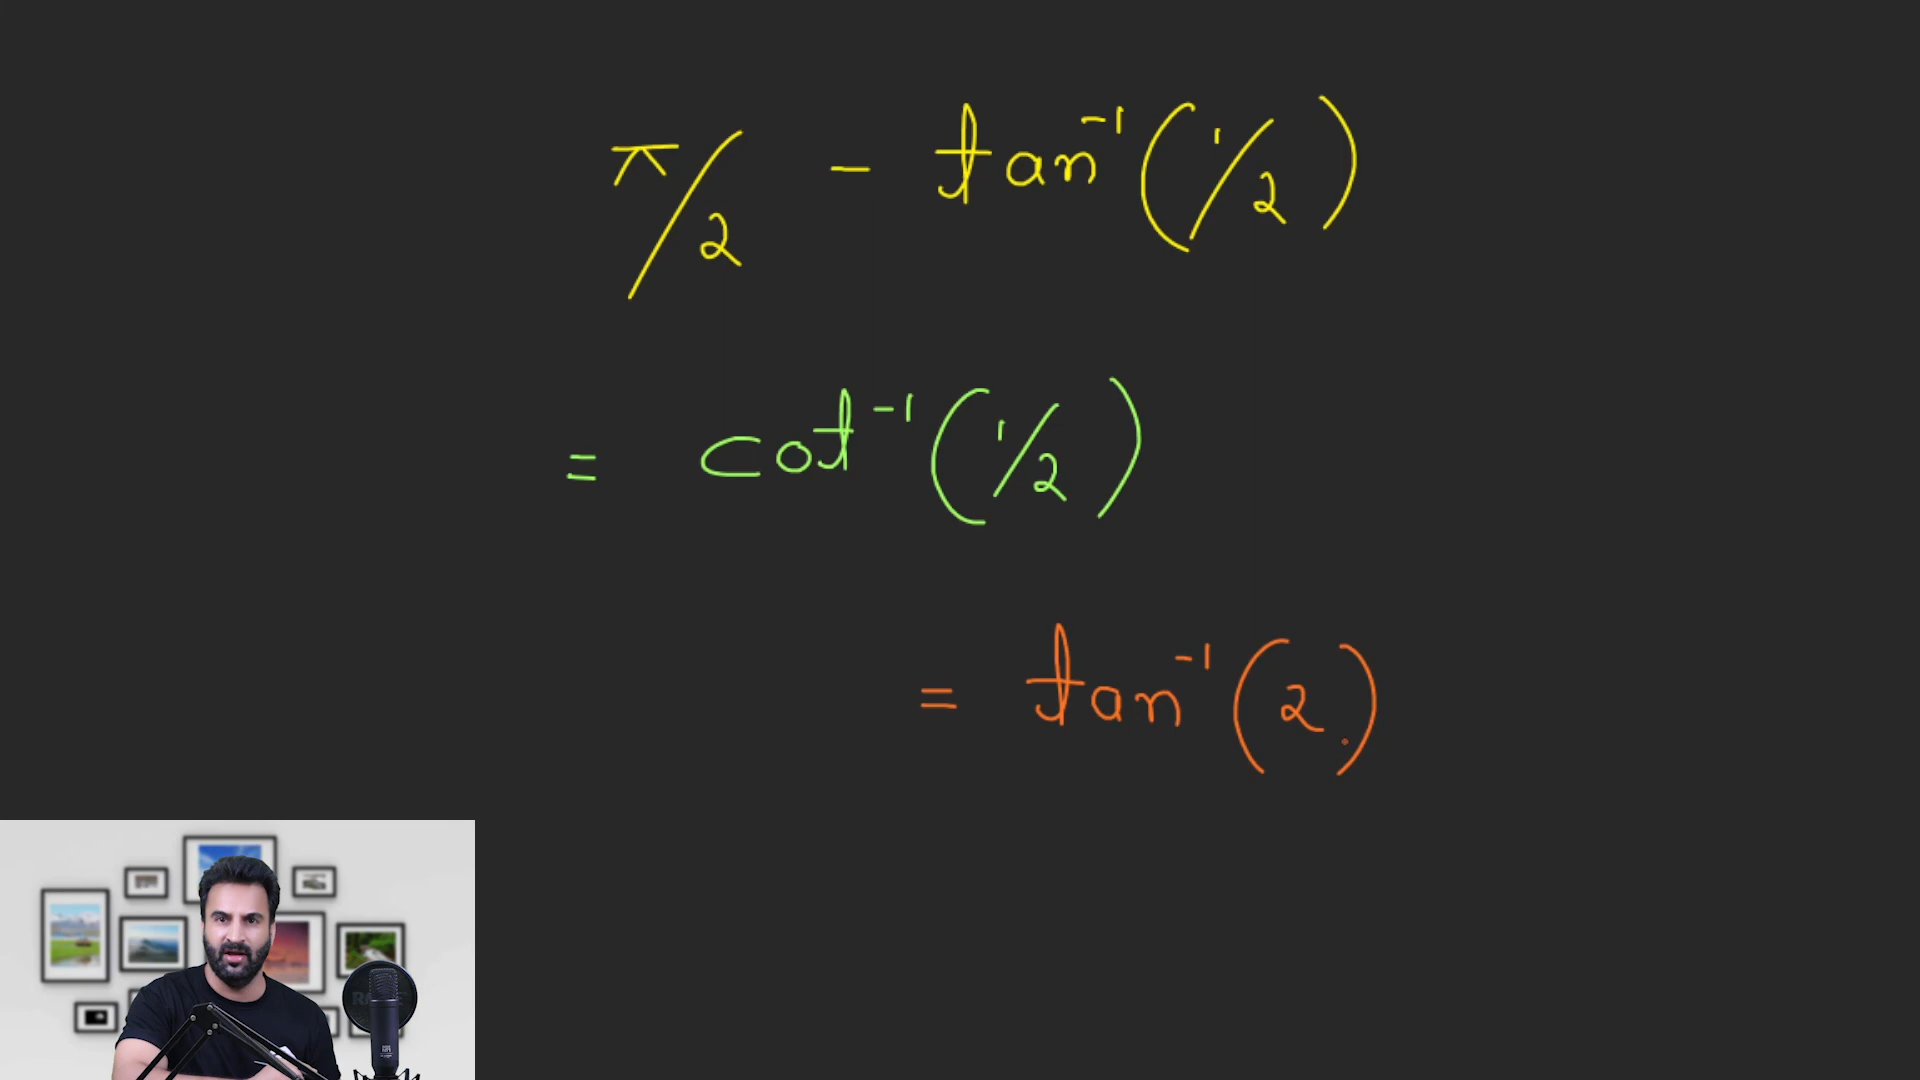 π/2 - tan⁻¹(1/2)
= cot⁻¹(1/2)
= tan⁻¹(2)